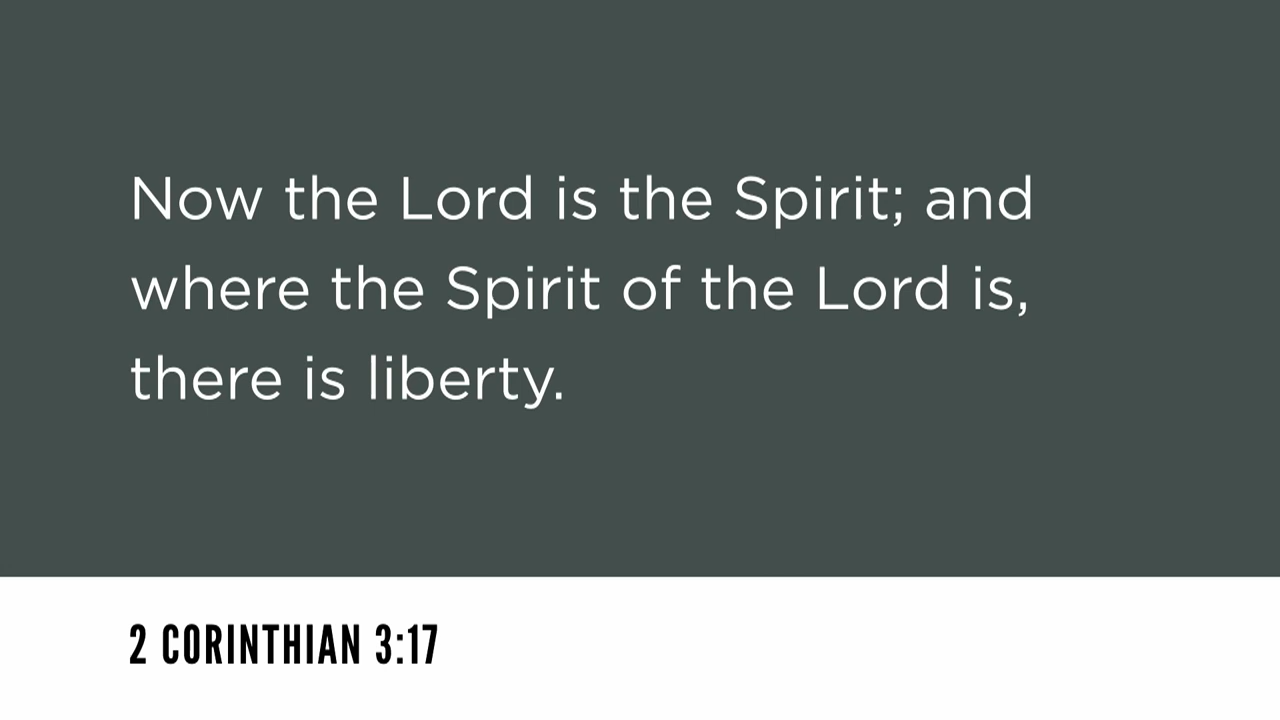 Now the Lord is the Spirit; and
where the Spirit of the Lord is,
there is liberty.
2 CORINTHIAN 3:17